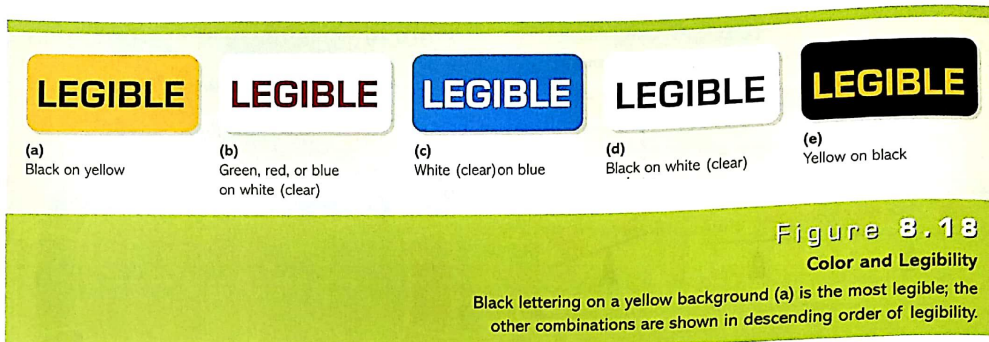 LEGIBLE
LEGIBLE
LEGIBLE
LEGIBLE
LEGIBLE
(a)
Black on yellow
(b)
Green, red, or blue
on white (clear)
(c)
White (clear)on blue
(d)
Black on white (clear)
(e)
Yellow on black
Figure 8.18
Color and Legibility
Black lettering on a yellow background (a) is the most legible; the
other combinations are shown in descending order of legibility.